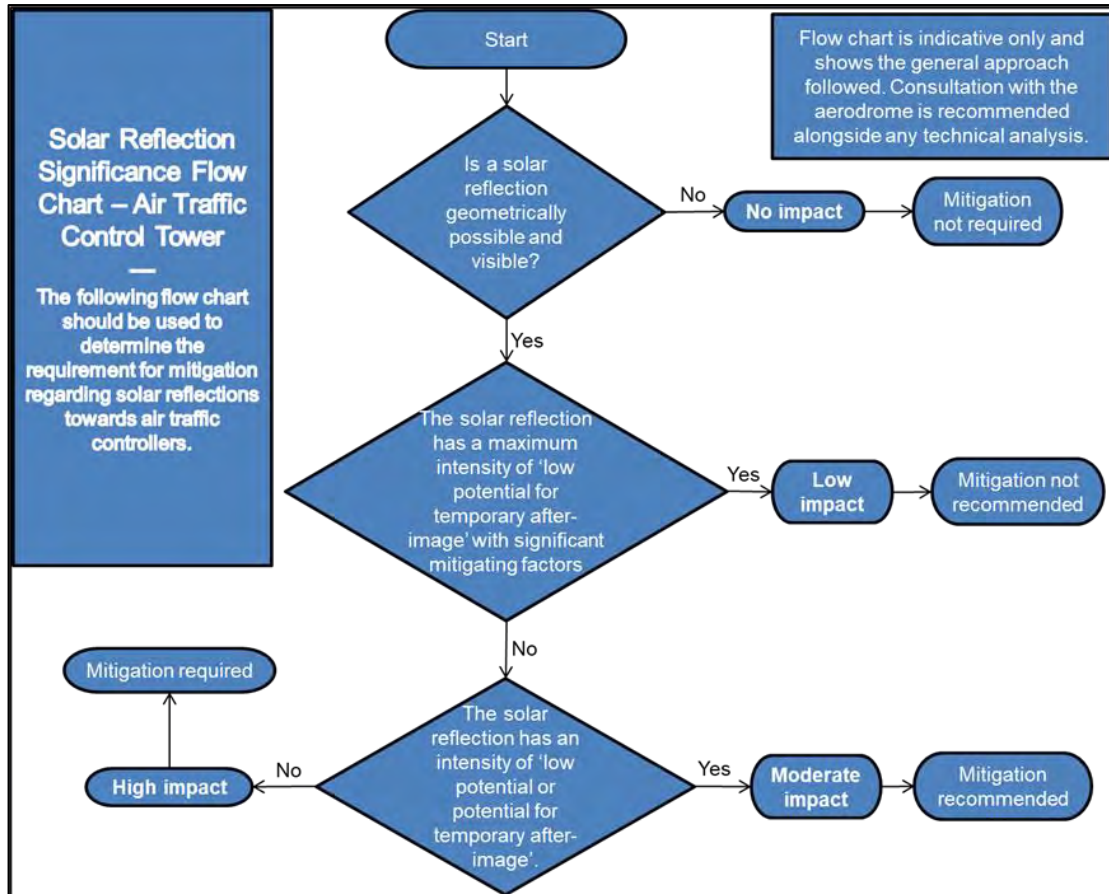 Solar Reflection
Significance Flow
Chart – Air Traffic
Control Tower
—
The following flow chart
should be used to
determine the
requirement for mitigation
regarding solar reflections
towards air traffic
controllers.
Start
Flow chart is indicative only and
shows the general approach
followed. Consultation with the
aerodrome is recommended
alongside any technical analysis.
Is a solar
reflection
geometrically
possible and
visible?
No
No impact
Mitigation
not required
Yes
The solar reflection
has a maximum
intensity of ‘low
potential for
temporary after-
image’ with significant
mitigating factors
Yes
Low
impact
Mitigation not
recommended
No
The solar
reflection has an
intensity of ‘low
potential or
potential for
temporary after-
image’.
Yes
Moderate
impact
Mitigation
recommended
No
High impact
Mitigation required